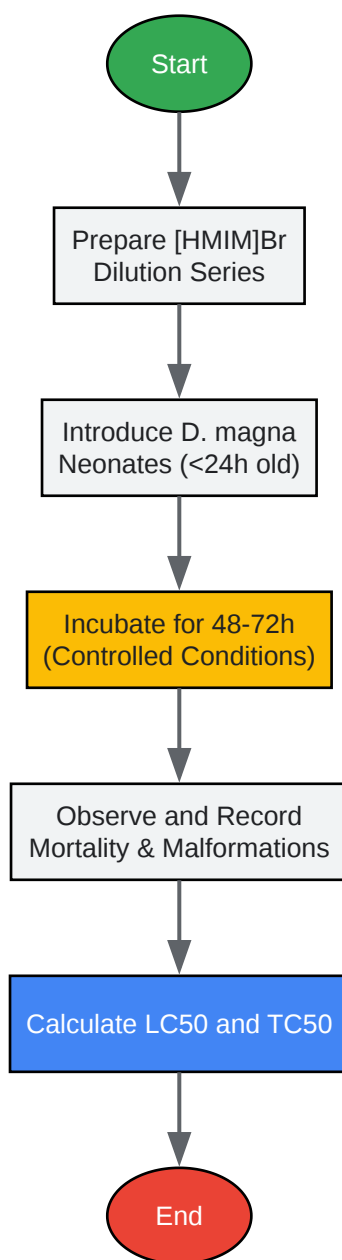 Start
Prepare [HMIM]Br
Dilution Series
Introduce D. magna
Neonates (<24h old)
Incubate for 48-72h
(Controlled Conditions)
Observe and Record
Mortality & Malformations
Calculate LC50 and TC50
End